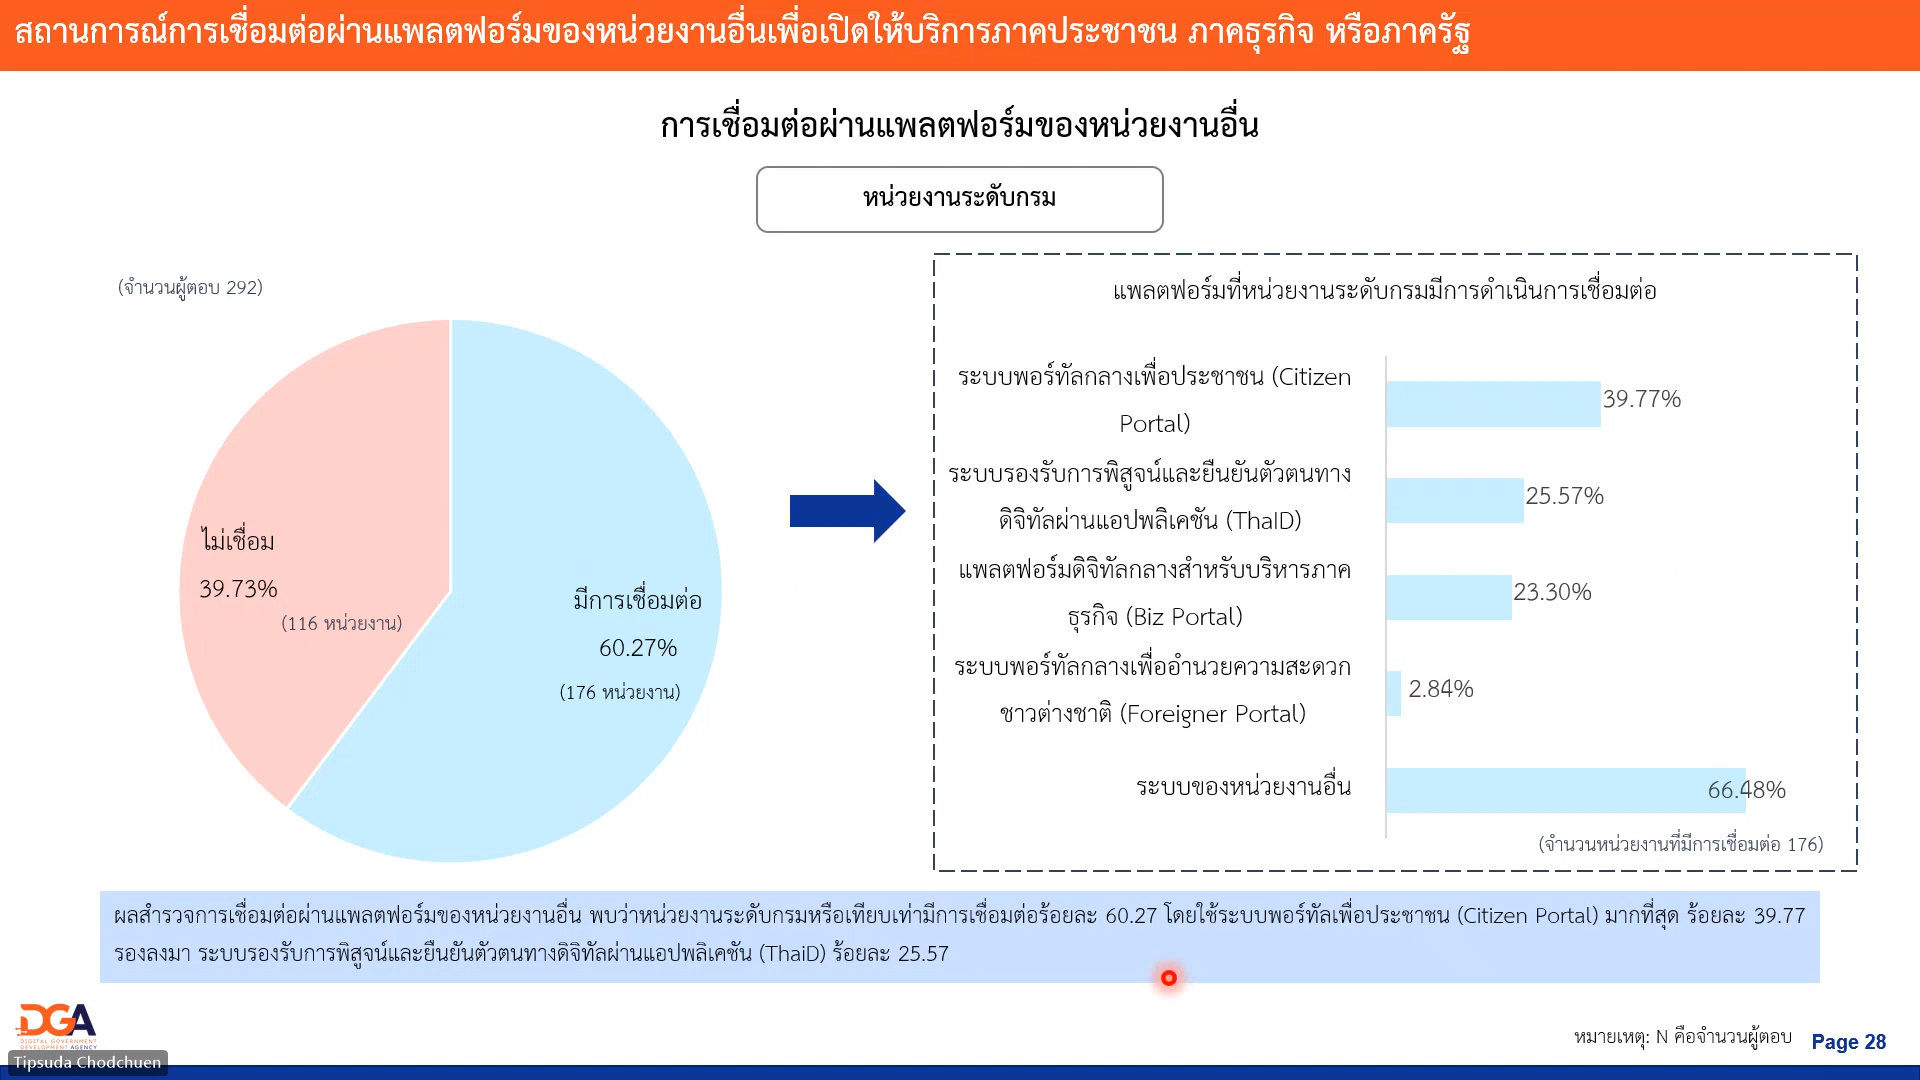 สถานการณ์การเชื่อมต่อผ่านแพลตฟอร์มของหน่วยงานอื่นเพื่อเปิดให้บริการภาคประชาชน ภาคธุรกิจ หรือภาครัฐ
การเชื่อมต่อผ่านแพลตฟอร์มของหน่วยงานอื่น
หน่วยงานระดับกรม
(จำนวนผู้ตอบ 292)
ไม่เชื่อม
39.73%
(116 หน่วยงาน)
มีการเชื่อมต่อ
60.27%
(176 หน่วยงาน)
แพลตฟอร์มที่หน่วยงานระดับกรมมีการดำเนินการเชื่อมต่อ
ระบบพอร์ทัลกลางเพื่อประชาชน (Citizen
Portal)
39.77%
ระบบรองรับการพิสูจน์และยืนยันตัวตนทาง
ดิจิทัลผ่านแอปพลิเคชัน (ThaID)
25.57%
แพลตฟอร์มดิจิทัลกลางสำหรับบริหารภาค
ธุรกิจ (Biz Portal)
23.30%
ระบบพอร์ทัลกลางเพื่ออำนวยความสะดวก
ชาวต่างชาติ (Foreigner Portal)
2.84%
ระบบของหน่วยงานอื่น
66.48%
(จำนวนหน่วยงานที่มีการเชื่อมต่อ 176)
ผลสำรวจการเชื่อมต่อผ่านแพลตฟอร์มของหน่วยงานอื่น พบว่าหน่วยงานระดับกรมหรือเทียบเท่ามีการเชื่อมต่อร้อยละ 60.27 โดยใช้ระบบพอร์ทัลเพื่อประชาชน (Citizen Portal) มากที่สุด ร้อยละ 39.77
รองลงมา ระบบรองรับการพิสูจน์และยืนยันตัวตนทางดิจิทัลผ่านแอปพลิเคชัน (ThaiD) ร้อยละ 25.57
DGA
DIGITAL GOVERNMENT
DEVELOPMENT AGENCY
Tipsuda Chodchuen
หมายเหตุ: N คือจำนวนผู้ตอบ
Page 28